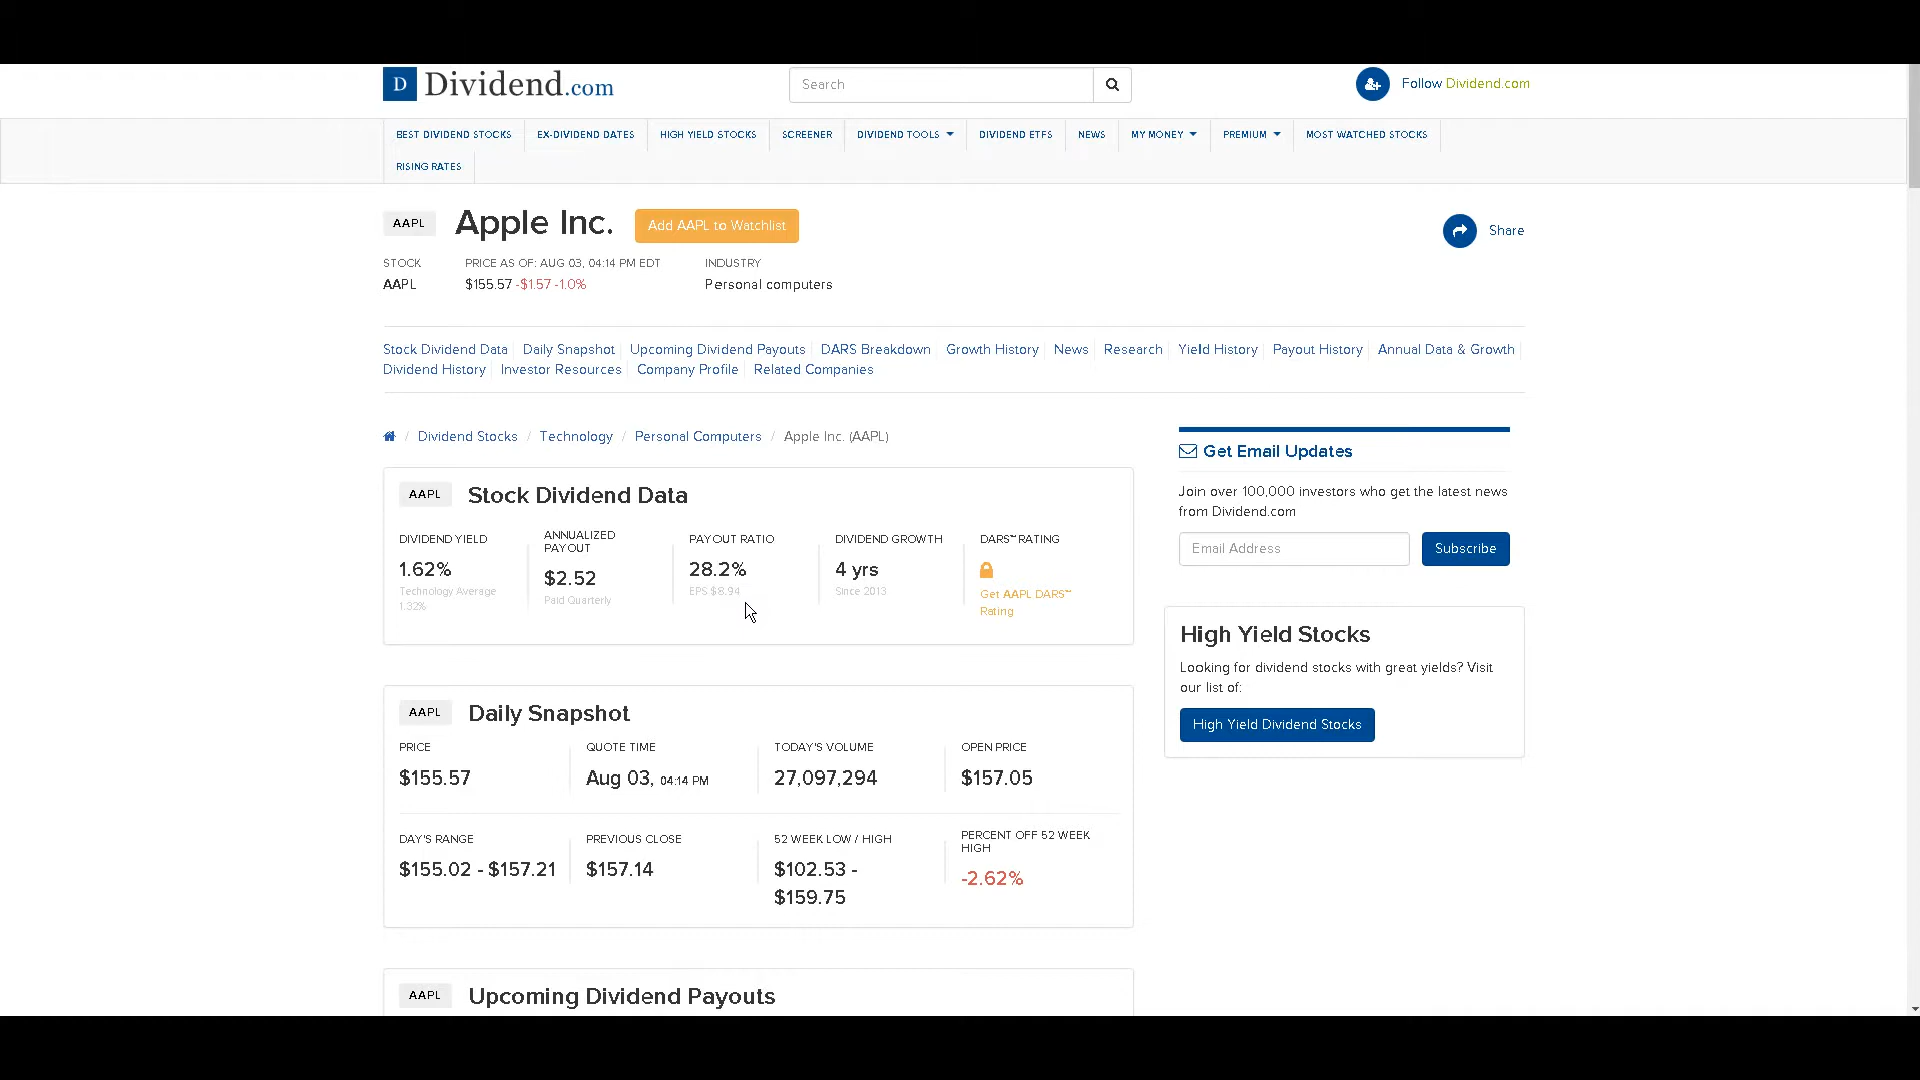 D Dividend.com
Search
Follow Dividend.com
BEST DIVIDEND STOCKS EX-DIVIDEND DATES HIGH YIELD STOCKS SCREENER DIVIDEND TOOLS DIVIDEND ETFS NEWS MY MONEY PREMIUM MOST WATCHED STOCKS
RISING RATES
AAPL Apple Inc. Add AAPL to Watchlist
Share
STOCK PRICE AS OF: AUG 03, 04:14 PM EDT INDUSTRY
AAPL $155.57 -$1.57 -1.0% Personal computers
Stock Dividend Data Daily Snapshot Upcoming Dividend Payouts DARS Breakdown Growth History News Research Yield History Payout History Annual Data & Growth
Dividend History Investor Resources Company Profile Related Companies
/ Dividend Stocks / Technology / Personal Computers / Apple Inc. (AAPL)
AAPL Stock Dividend Data
DIVIDEND YIELD
1.62%
Technology Average
1.32%
ANNUALIZED
PAYOUT
$2.52
Paid Quarterly
PAYOUT RATIO
28.2%
EPS $8.94
DIVIDEND GROWTH
4 yrs
Since 2013
DARS™ RATING
Get AAPL DARS™
Rating
Get Email Updates
Join over 100,000 investors who get the latest news
from Dividend.com
Email Address Subscribe
High Yield Stocks
Looking for dividend stocks with great yields? Visit
our list of:
High Yield Dividend Stocks
AAPL Daily Snapshot
PRICE
$155.57
QUOTE TIME
Aug 03, 04:14 PM
TODAY'S VOLUME
27,097,294
OPEN PRICE
$157.05
DAY'S RANGE
$155.02 - $157.21
PREVIOUS CLOSE
$157.14
52 WEEK LOW / HIGH
$102.53 -
$159.75
PERCENT OFF 52 WEEK
HIGH
-2.62%
AAPL Upcoming Dividend Payouts